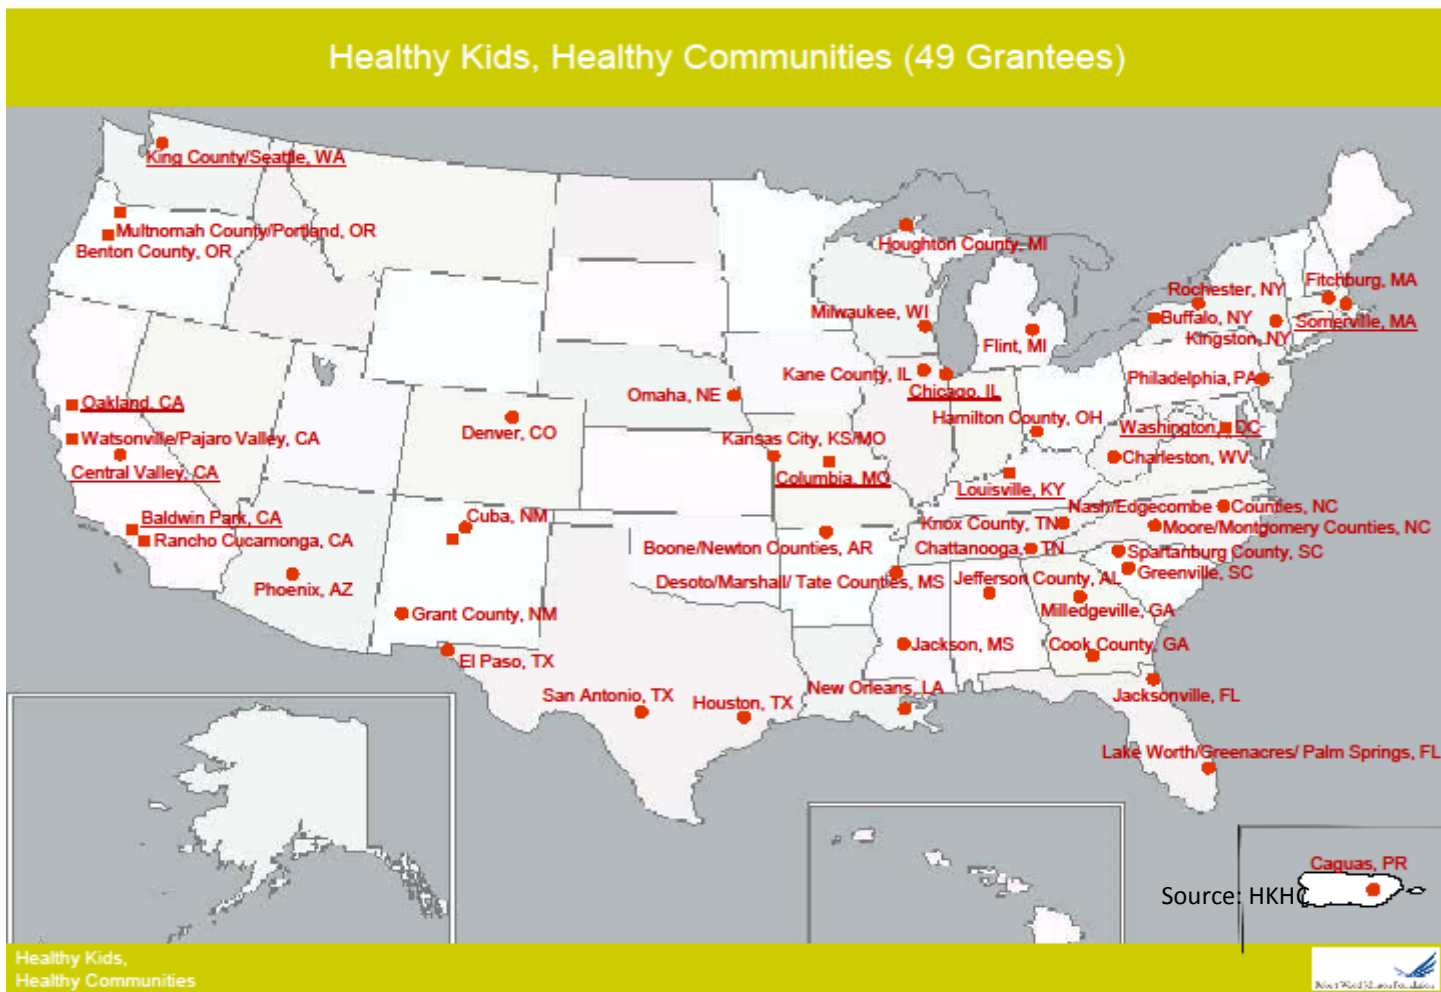 Healthy Kids, Healthy Communities (49 Grantees)
King County/Seattle, WA
Multnomah County/Portland, OR
Benton County, OR
Houghton County, MI
Fitchburg, MA
Rochester, NY
Milwaukee, WI
Buffalo, NY
Somerville, MA
Flint, MI
Kingston, NY
Kane County, IL
Philadelphia, PA
Omaha, NE
Chicago, IL
Oakland, CA
Hamilton County, OH
Denver, CO
Washington, DC
Watsonville/Pajaro Valley, CA
Kansas City, KS/MO
Charleston, WV
Central Valley, CA
Columbia, MO
Louisville, KY
Nash/Edgecombe Counties, NC
Baldwin Park, CA
Cuba, NM
Knox County, TN
Moore/Montgomery Counties, NC
Rancho Cucamonga, CA
Boone/Newton Counties, AR
Chattanooga, TN
Spartanburg County, SC
Greenville, SC
Phoenix, AZ
Desoto/Marshall/ Tate Counties, MS
Jefferson County, AL
Grant County, NM
Milledgeville, GA
Jackson, MS
Cook County, GA
El Paso, TX
San Antonio, TX
Houston, TX
New Orleans, LA
Jacksonville, FL
Lake Worth/Greenacres/ Palm Springs, FL
Caguas, PR
Source: HKHC
Healthy Kids,
Healthy Communities
Robert Wood Johnson Foundation